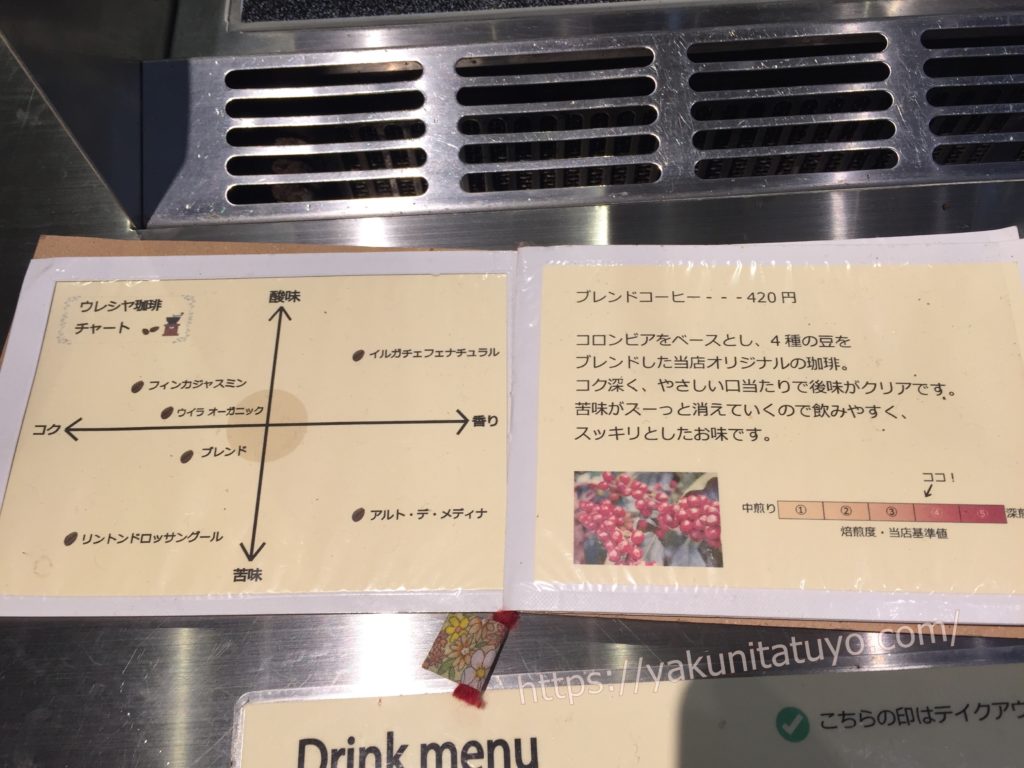 ウレシヤ珈琲
チャート
酸味
イルガチェフェナチュラル
フィンカジャスミン
ウイラ オーガニック
コク
香り
ブレンド
アルト・デ・メディナ
リントンドロッサングール
苦味
ブレンドコーヒー - - - 420 円
コロンビアをベースとし、4 種の豆を
ブレンドした当店オリジナルの珈琲。
コク深く、やさしい口当たりで後味がクリアです。
苦味がスーっと消えていくので飲みやすく、
スッキリとしたお味です。
ココ！
中煎り ① ② ③ ④ ⑤ 深煎
焙煎度・当店基準値
https://yakunitatuyo.com/
こちらの印はテイクアウ
Drink menu